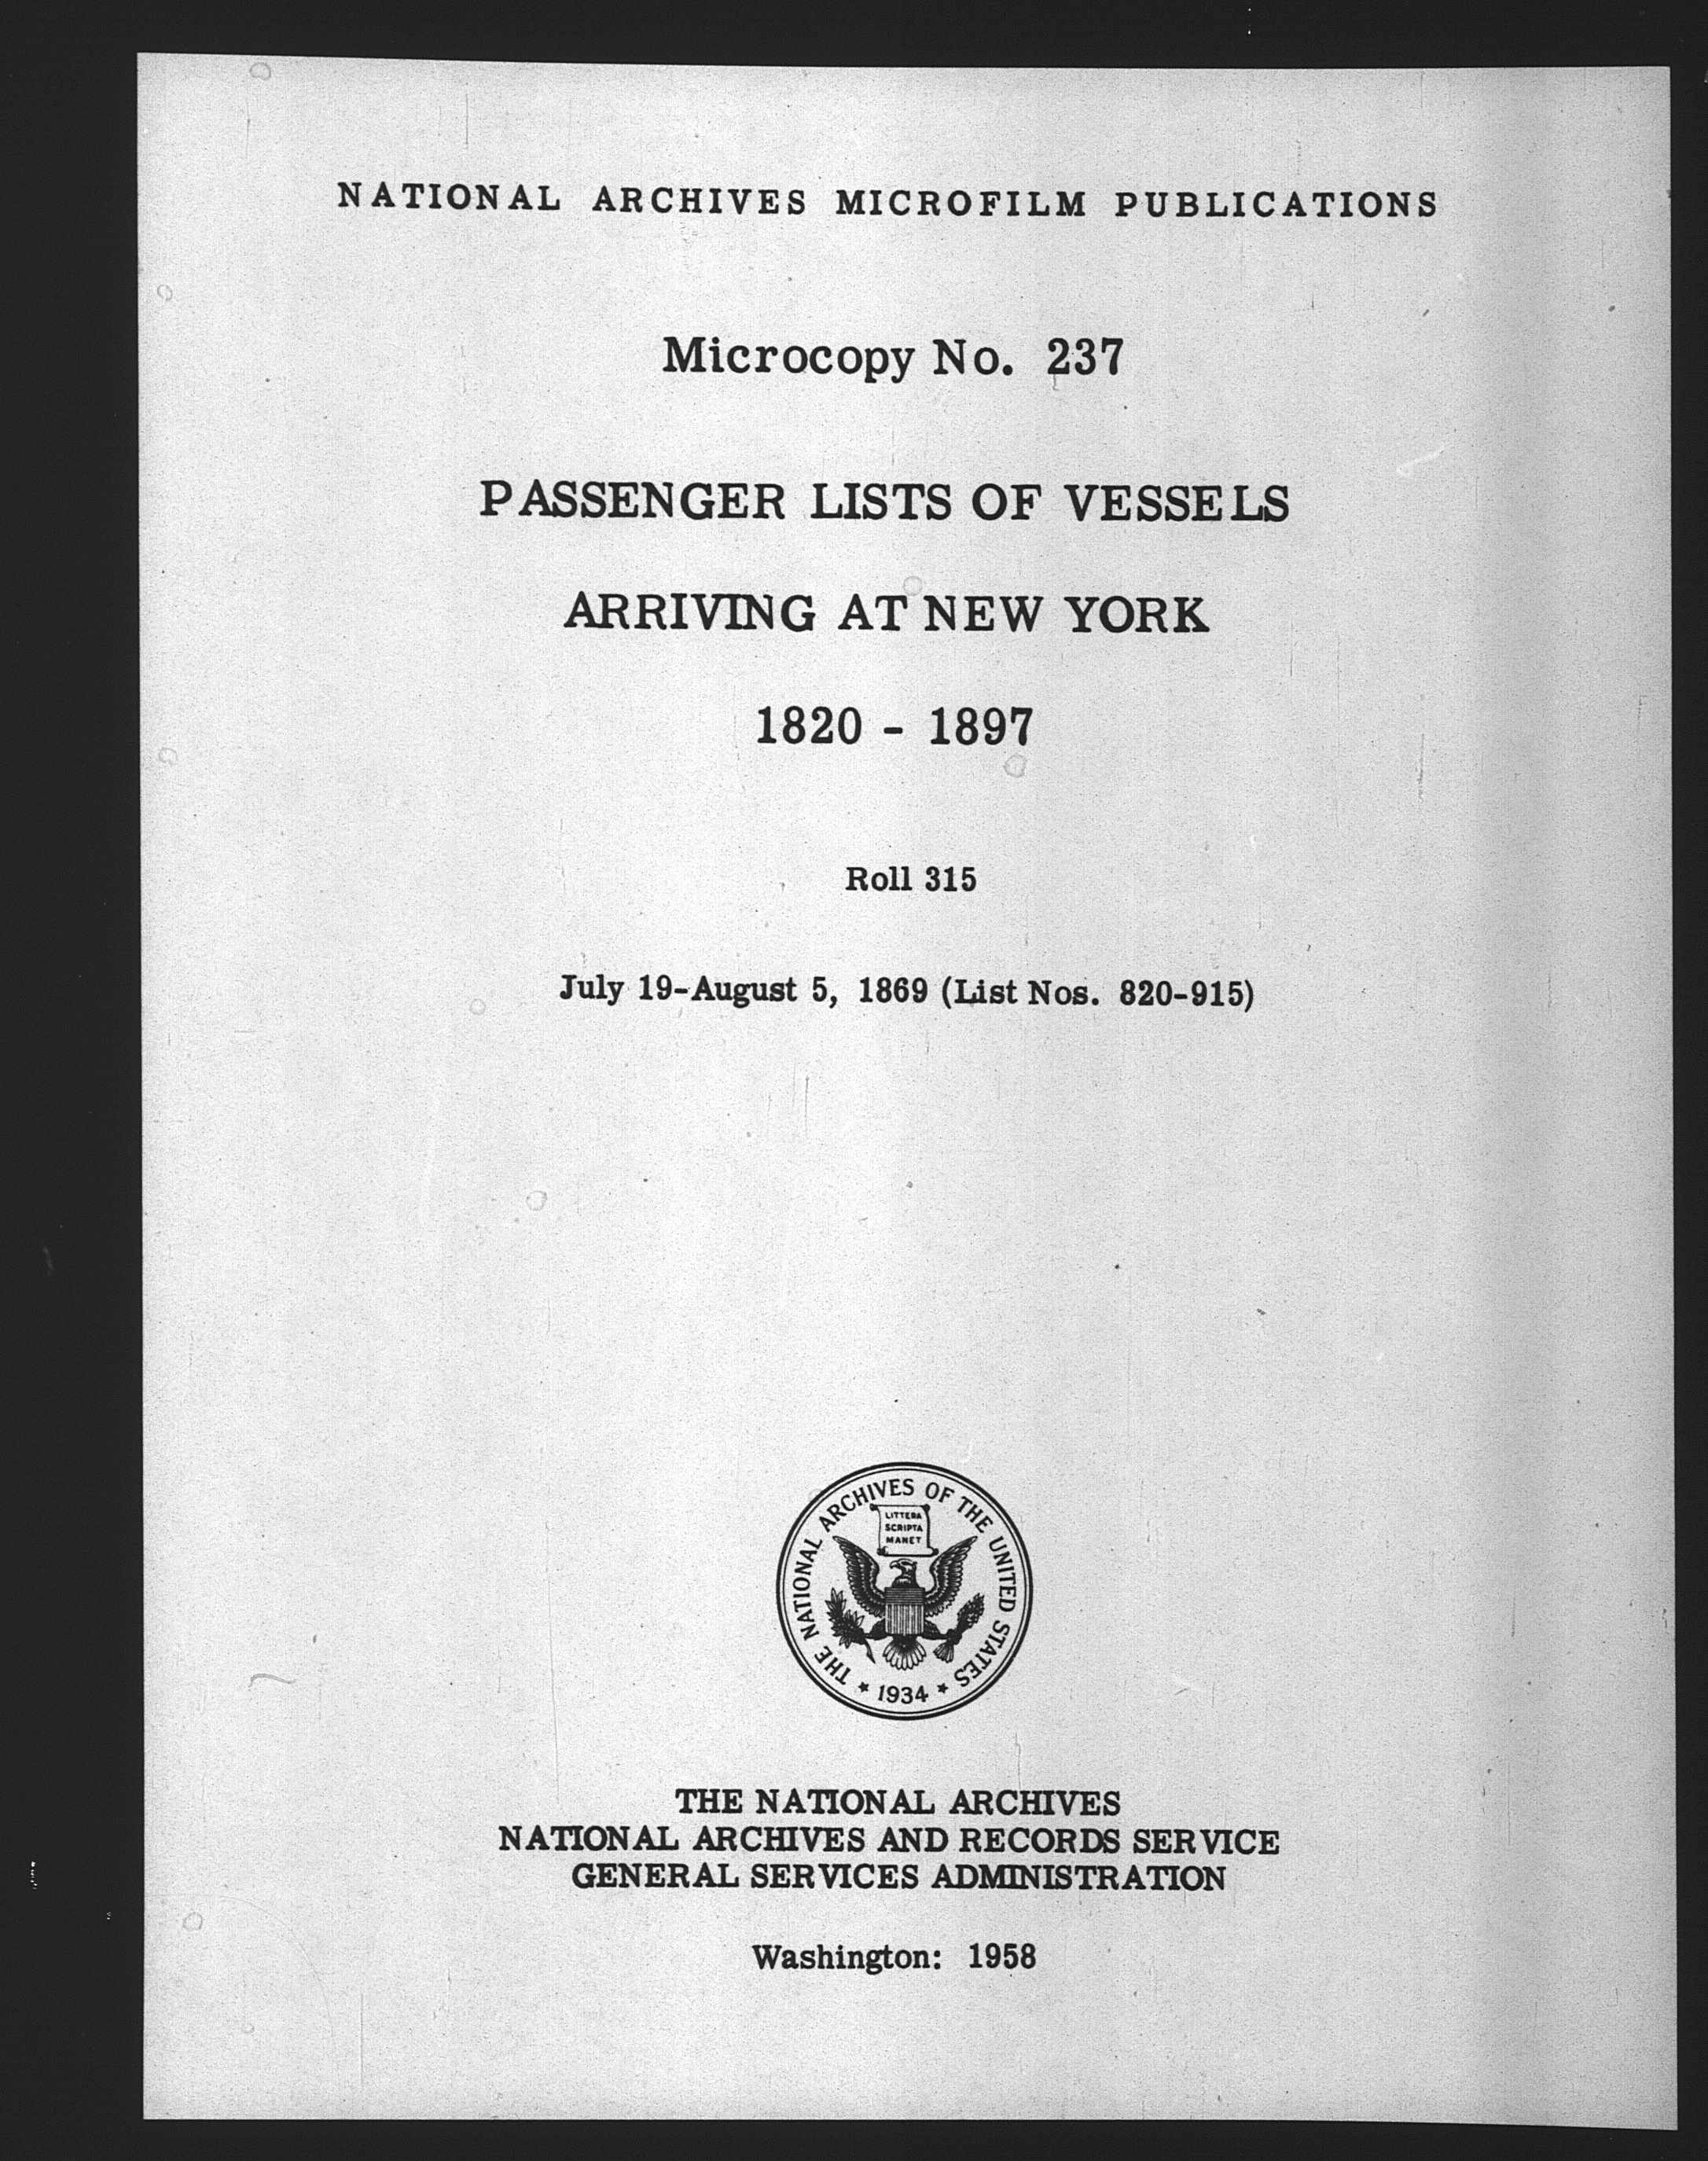 NATIONAL ARCHIVES MICROFILM PUBLICATIONS
Microcopy No. 237
PASSENGER LISTS OF VESSELS
ARRIVING AT NEW YORK
1820 - 1897
Roll 315
July 19-August 5, 1869 (List Nos. 820-915)
THE NATIONAL ARCHIVES OF THE UNITED STATES
LITTERA
SCRIPTA
MANET
* 1934 *
THE NATIONAL ARCHIVES
NATIONAL ARCHIVES AND RECORDS SERVICE
GENERAL SERVICES ADMINISTRATION
Washington: 1958